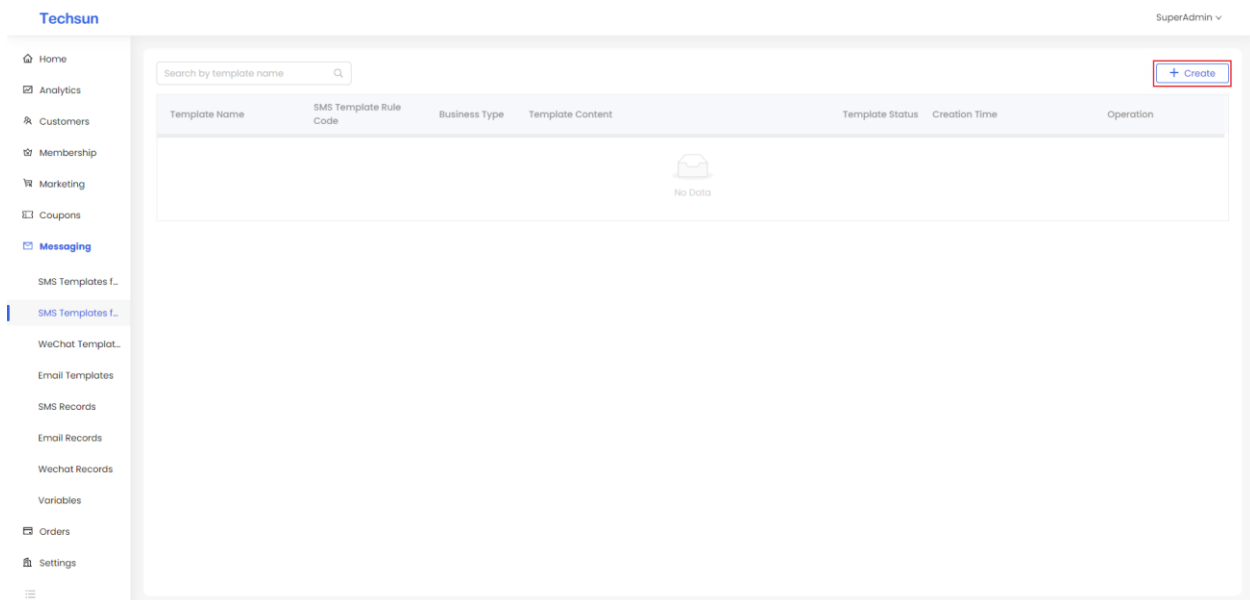 Techsun
SuperAdmin
Home
Analytics
Customers
Membership
Marketing
Coupons
Messaging
SMS Templates f...
SMS Templates f...
WeChat Templat...
Email Templates
SMS Records
Email Records
Wechat Records
Variables
Orders
Settings
Search by template name
+ Create
Template Name
SMS Template Rule
Code
Business Type
Template Content
Template Status
Creation Time
Operation
No Data